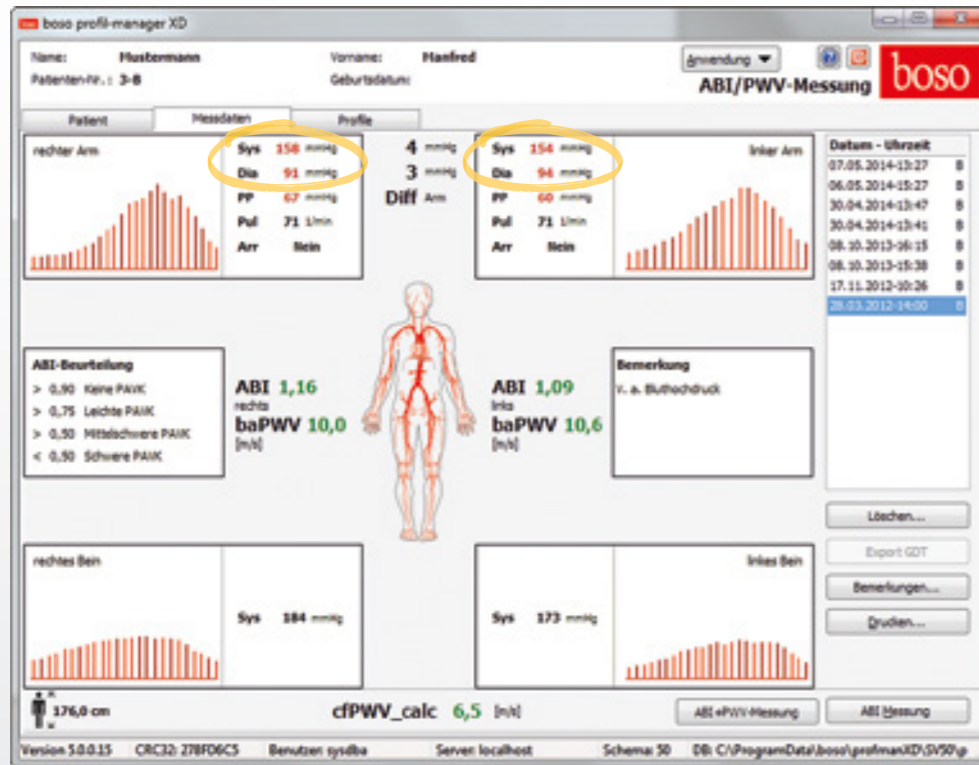 boso profil-manager XD
Name: Mustermann Vorname: Manfred Anwendung
Patienten-Nr.: 3-8 Geburtsdatum: ABI/PWV-Messung
boso
Patient Messdaten Profile
rechter Arm
Sys 158 mmHg
Dia 91 mmHg
PP 67 mmHg
Pul 71 1/min
Arr Nein
4 mmHg
3 mmHg
Diff Arm
Sys 154 mmHg
Dia 94 mmHg
PP 60 mmHg
Pul 71 1/min
Arr Nein
linker Arm
Datum - Uhrzeit
07.05.2014-13:27 B
06.05.2014-15:27 B
30.04.2014-13:47 B
30.04.2014-13:41 B
08.10.2013-16:15 B
08.10.2013-15:38 B
17.11.2012-10:26 B
28.03.2012-14:00 B
ABI-Beurteilung
> 0,90 Keine PAVK
> 0,75 Leichte PAVK
> 0,50 Mittelschwere PAVK
< 0,50 Schwere PAVK
ABI 1,16
rechts
baPWV 10,0
[m/s]
ABI 1,09
links
baPWV 10,6
[m/s]
Bemerkung
V. a. Bluthochdruck
Löschen...
Export GDT
Bemerkungen...
Drucken...
rechtes Bein
Sys 184 mmHg
Sys 173 mmHg
linkes Bein
176,0 cm
cfPWV_calc 6,5 [m/s]
ABI+PWV-Messung
ABI Messung
Version 5.0.0.15 CRC32: 278FD6C5 Benutzer: sysdba Server: localhost Schema: 50 DB: C:\ProgramData\boso\profmanXD\SV50\p